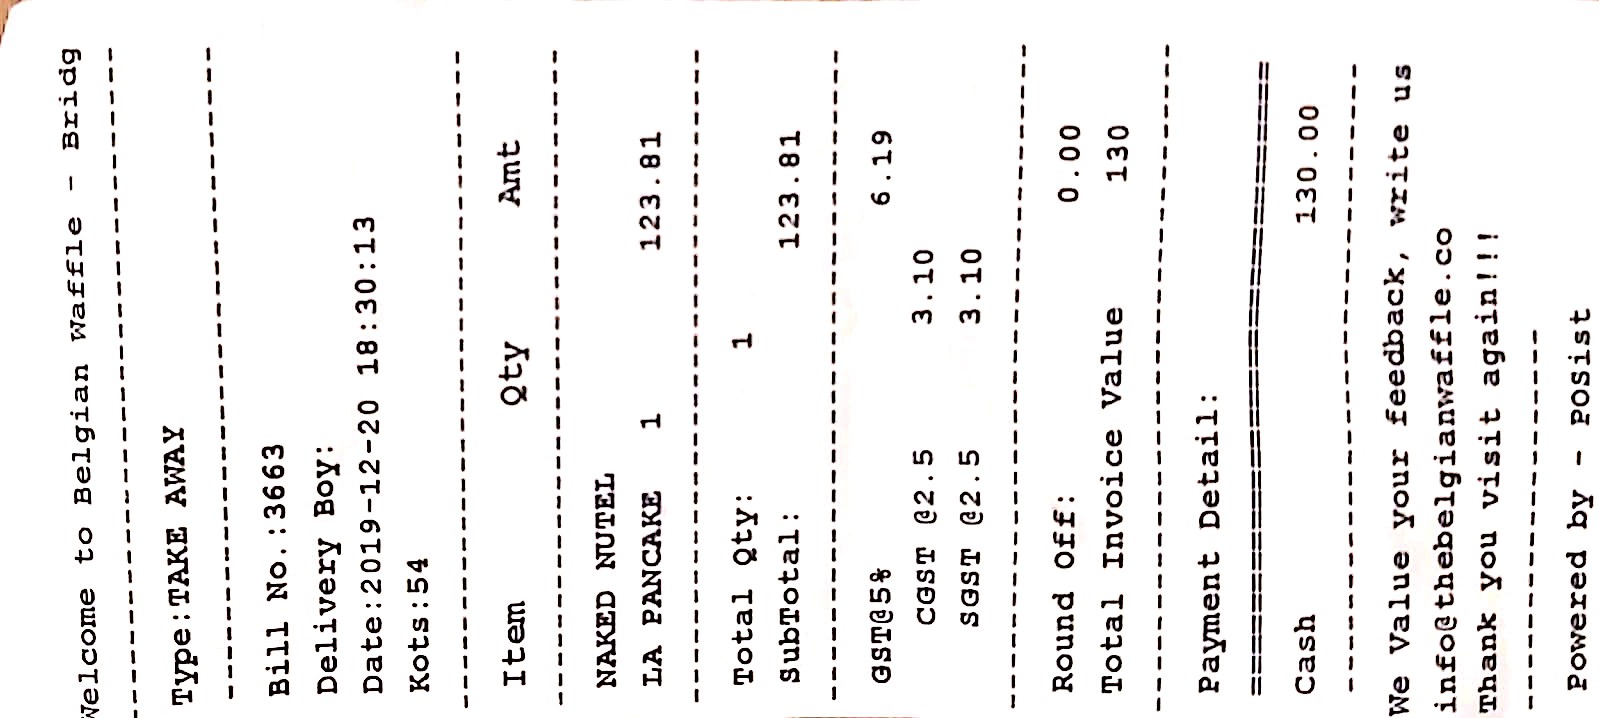 Welcome to Belgian Waffle - Bridg
--------------------------------
Type:TAKE AWAY
--------------------------------
Bill No.:3663
Delivery Boy:
Date:2019-12-20 18:30:13
Kots:54
--------------------------------
Item Qty Amt
--------------------------------
NAKED NUTEL
LA PANCAKE 1 123.81
--------------------------------
Total Qty: 1
SubTotal: 123.81
--------------------------------
GST@5% 6.19
CGST @2.5 3.10
SGST @2.5 3.10
--------------------------------
Round Off: 0.00
Total Invoice Value 130
--------------------------------
Payment Detail:
================================
Cash 130.00
--------------------------------
We Value your feedback, write us
info@thebelgianwaffle.co
Thank you visit again!!!
-------------------
Powered by - POSist